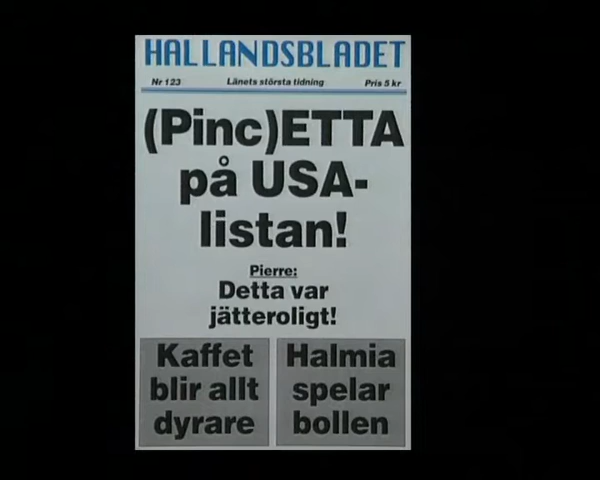 HALLANDSBLADET
Nr 123 Länets största tidning Pris 5 kr
(Pinc)ETTA
på USA-
listan!
Pierre:
Detta var
jätteroligt!
Kaffet
blir allt
dyrare
Halmia
spelar
bollen